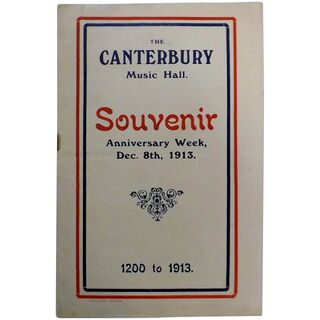 THE
CANTERBURY
Music Hall.
Souvenir
Anniversary Week,
Dec. 8th, 1913.
1200 to 1913.